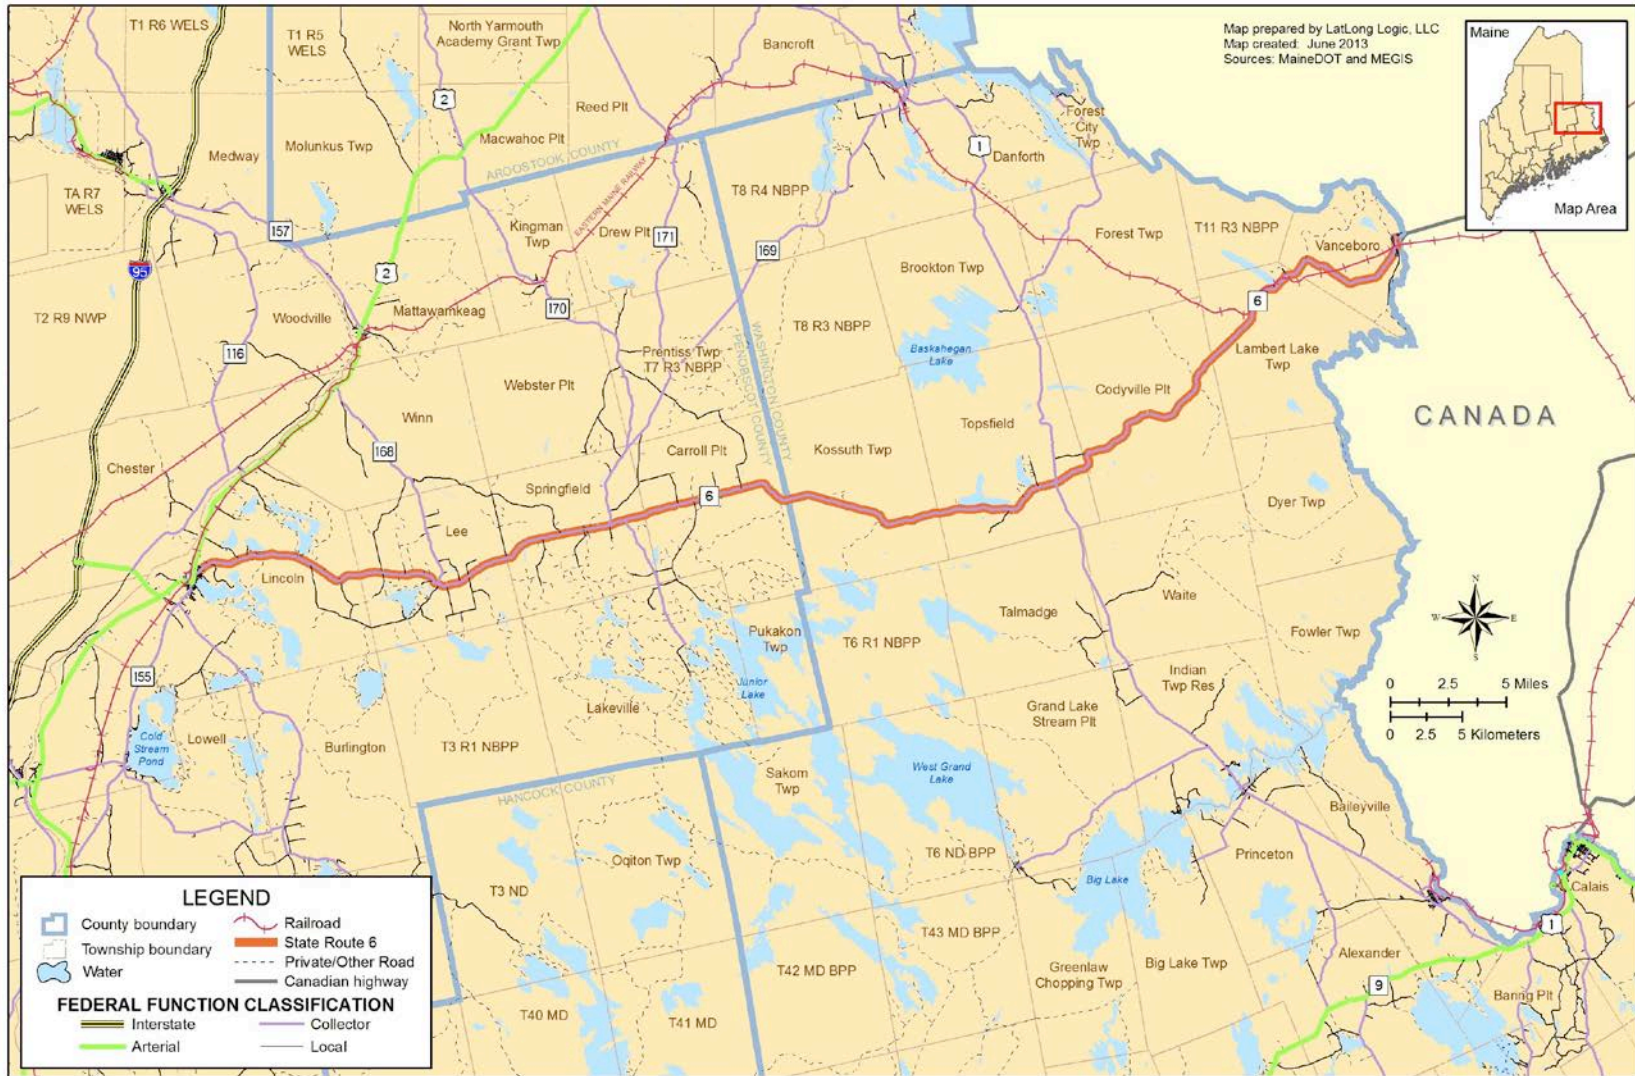 T1 R6 WELS
T1 R5
WELS
North Yarmouth
Academy Grant Twp
Bancroft
Map prepared by LatLong Logic, LLC
Map created: June 2013
Sources: MaineDOT and MEGIS
Maine
Map Area
2
Reed Plt
Macwahoc Plt
Medway
Molunkus Twp
AROOSTOOK COUNTY
1
Danforth
Forest
City
Twp
TA R7
WELS
T8 R4 NBPP
157
Kingman
Twp
EASTERN MAINE RAILWAY
Drew Plt
171
169
Forest Twp
T11 R3 NBPP
Vanceboro
95
2
Brookton Twp
6
T2 R9 NWP
Woodville
Mattawamkeag
170
T8 R3 NBPP
116
Prentiss Twp
T7 R3 NBPP
WASHINGTON COUNTY
PENOBSCOT COUNTY
Baskahegan
Lake
Lambert Lake
Twp
Webster Plt
Codyville Plt
CANADA
Winn
Topsfield
168
Carroll Plt
Kossuth Twp
Chester
Springfield
6
Dyer Twp
Lee
Lincoln
N
W
E
S
Talmadge
Waite
Pukakon
Twp
T6 R1 NBPP
Fowler Twp
155
Junior
Lake
Indian
Twp Res
0 2.5 5 Miles
0 2.5 5 Kilometers
Lakeville
Grand Lake
Stream Plt
Cold
Stream
Pond
Lowell
Burlington
T3 R1 NBPP
HANCOCK COUNTY
Sakom
Twp
West Grand
Lake
Baileyville
Oqiton Twp
T6 ND BPP
Princeton
T3 ND
Big Lake
Calais
1
T43 MD BPP
T42 MD BPP
Greenlaw
Chopping Twp
Big Lake Twp
Alexander
9
Baring Plt
T40 MD
T41 MD
LEGEND
County boundary
Township boundary
Water
Railroad
State Route 6
Private/Other Road
Canadian highway
FEDERAL FUNCTION CLASSIFICATION
Interstate
Arterial
Collector
Local